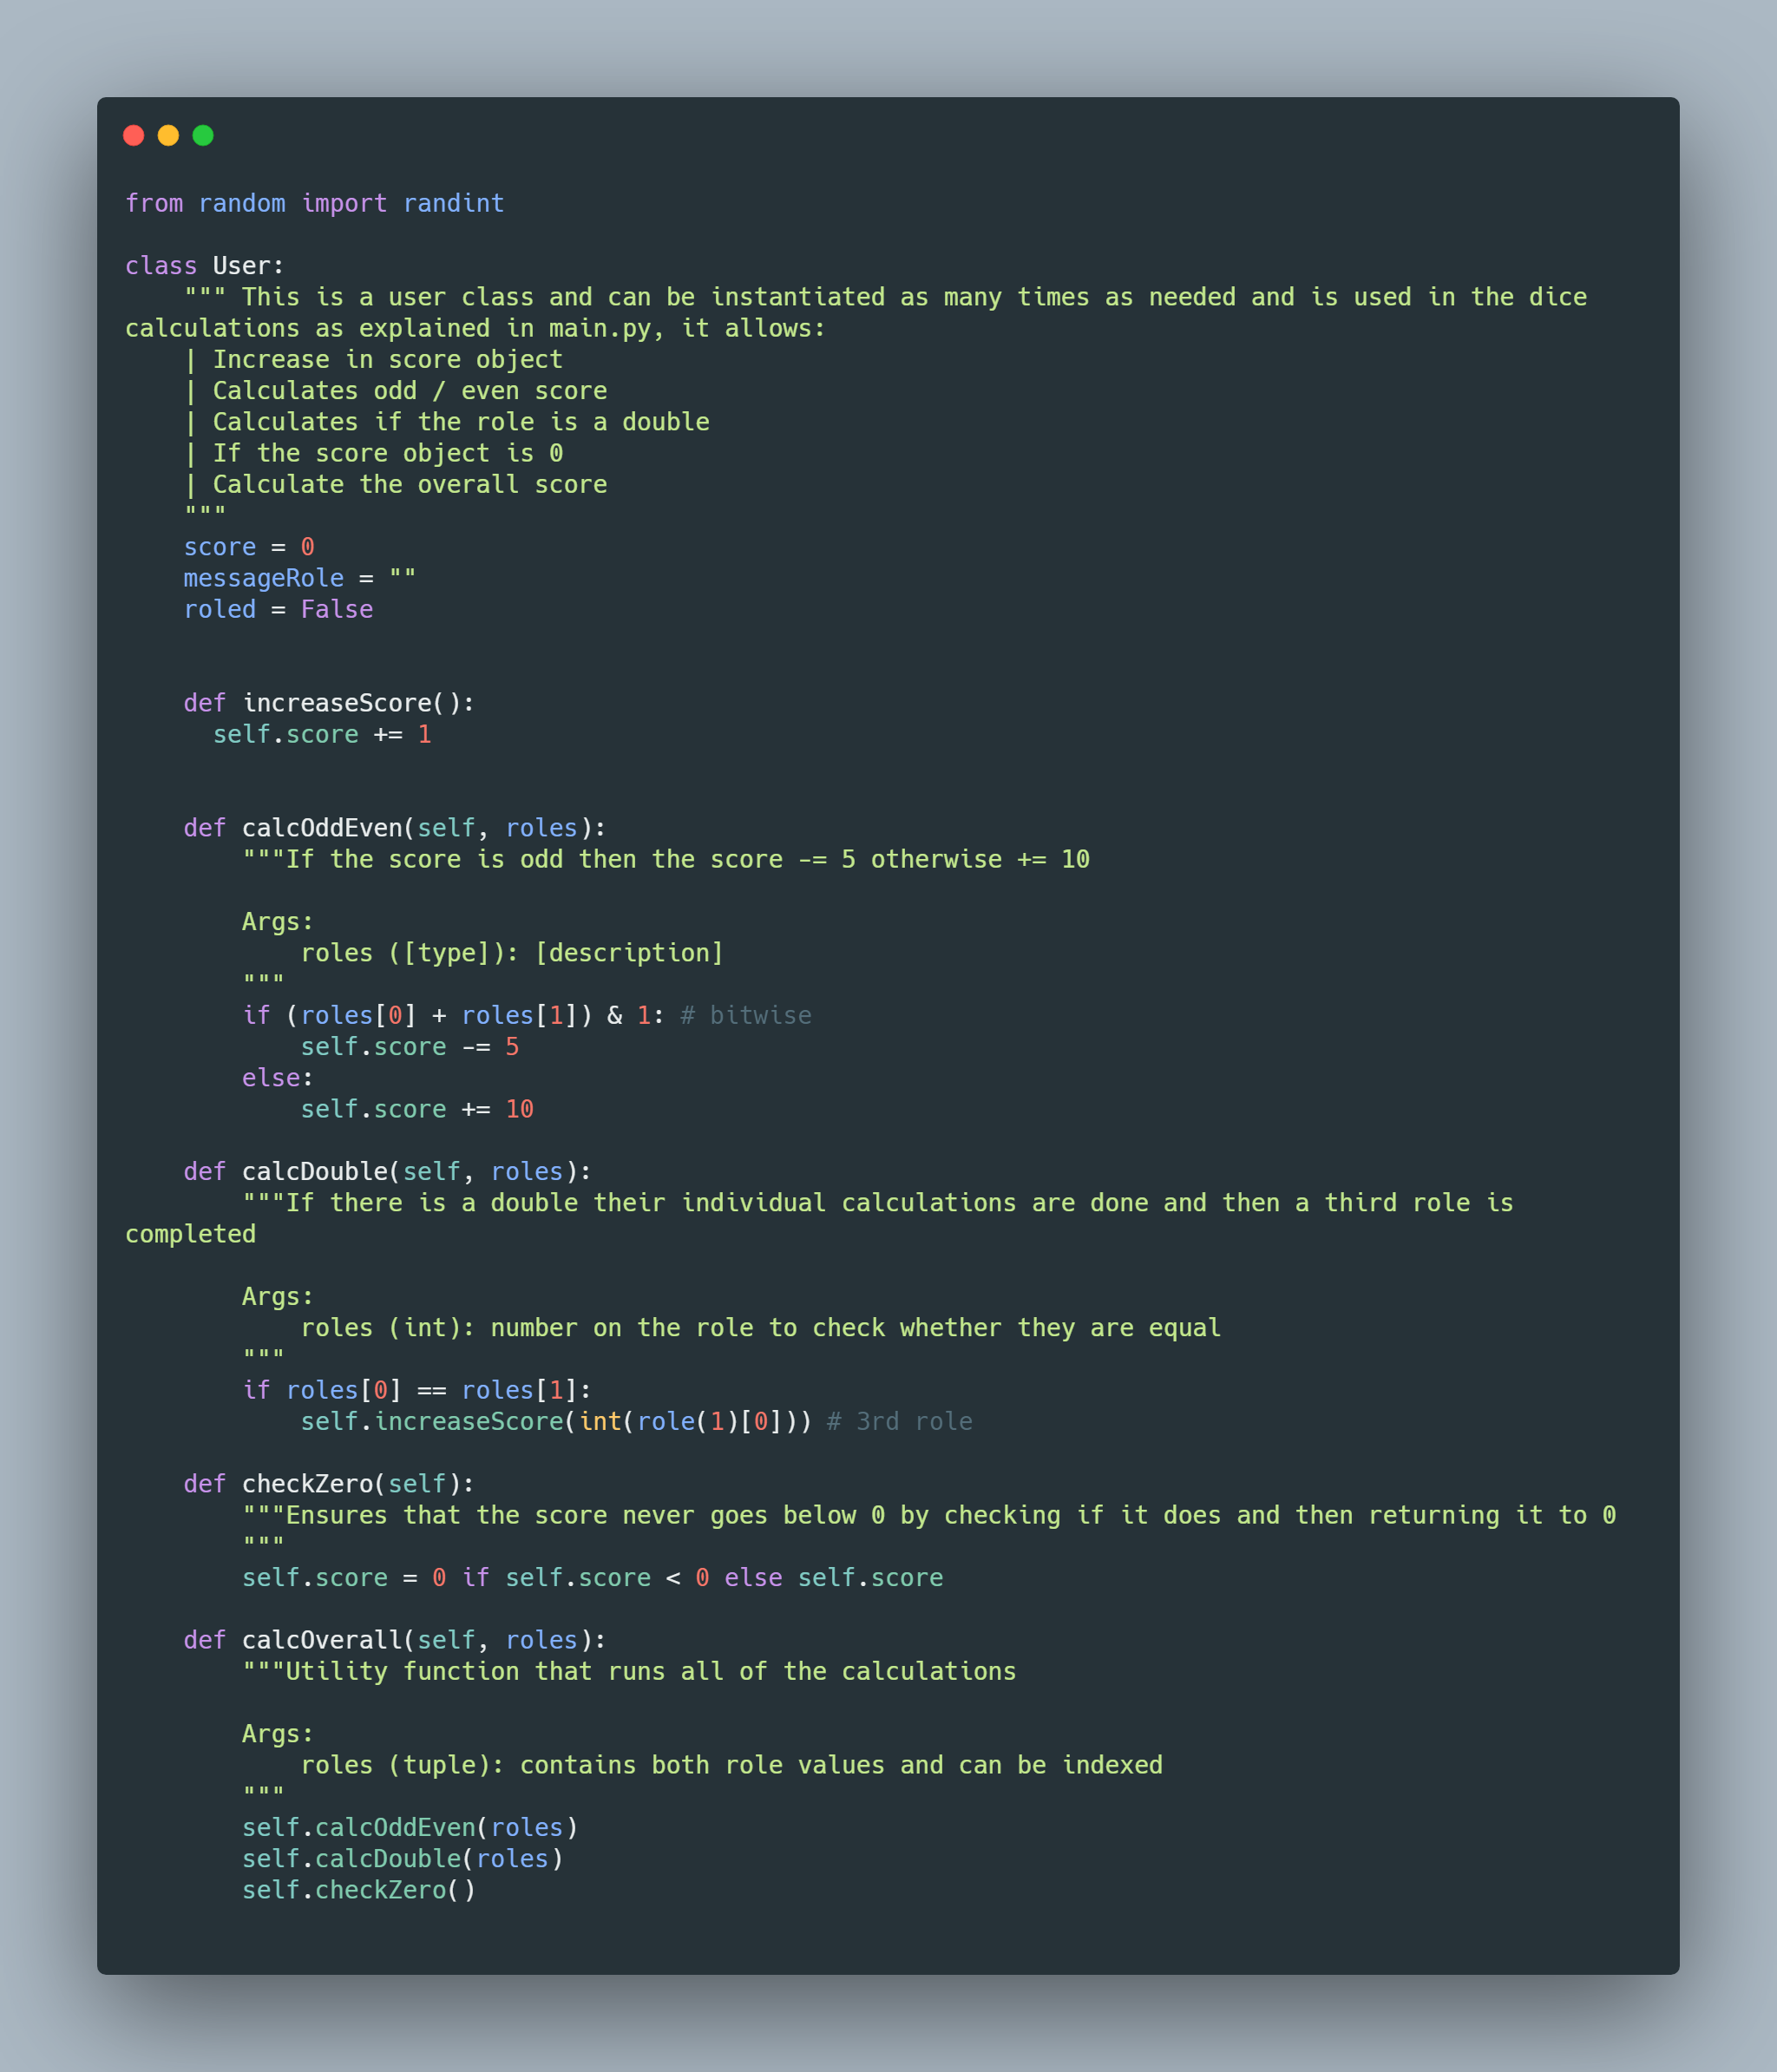 from random import randint
class User:
    """ This is a user class and can be instantiated as many times as needed and is used in the dice
calculations as explained in main.py, it allows:
    | Increase in score object
    | Calculates odd / even score
    | Calculates if the role is a double
    | If the score object is 0
    | Calculate the overall score
    """
    score = 0
    messageRole = ""
    roled = False
    def increaseScore():
      self.score += 1
    def calcOddEven(self, roles):
        """If the score is odd then the score -= 5 otherwise += 10
        Args:
            roles ([type]): [description]
        """
        if (roles[0] + roles[1]) & 1: # bitwise
            self.score -= 5
        else:
            self.score += 10
    def calcDouble(self, roles):
        """If there is a double their individual calculations are done and then a third role is
completed
        Args:
            roles (int): number on the role to check whether they are equal
        """
        if roles[0] == roles[1]:
            self.increaseScore(int(role(1)[0])) # 3rd role
    def checkZero(self):
        """Ensures that the score never goes below 0 by checking if it does and then returning it to 0
        """
        self.score = 0 if self.score < 0 else self.score
    def calcOverall(self, roles):
        """Utility function that runs all of the calculations
        Args:
            roles (tuple): contains both role values and can be indexed
        """
        self.calcOddEven(roles)
        self.calcDouble(roles)
        self.checkZero()